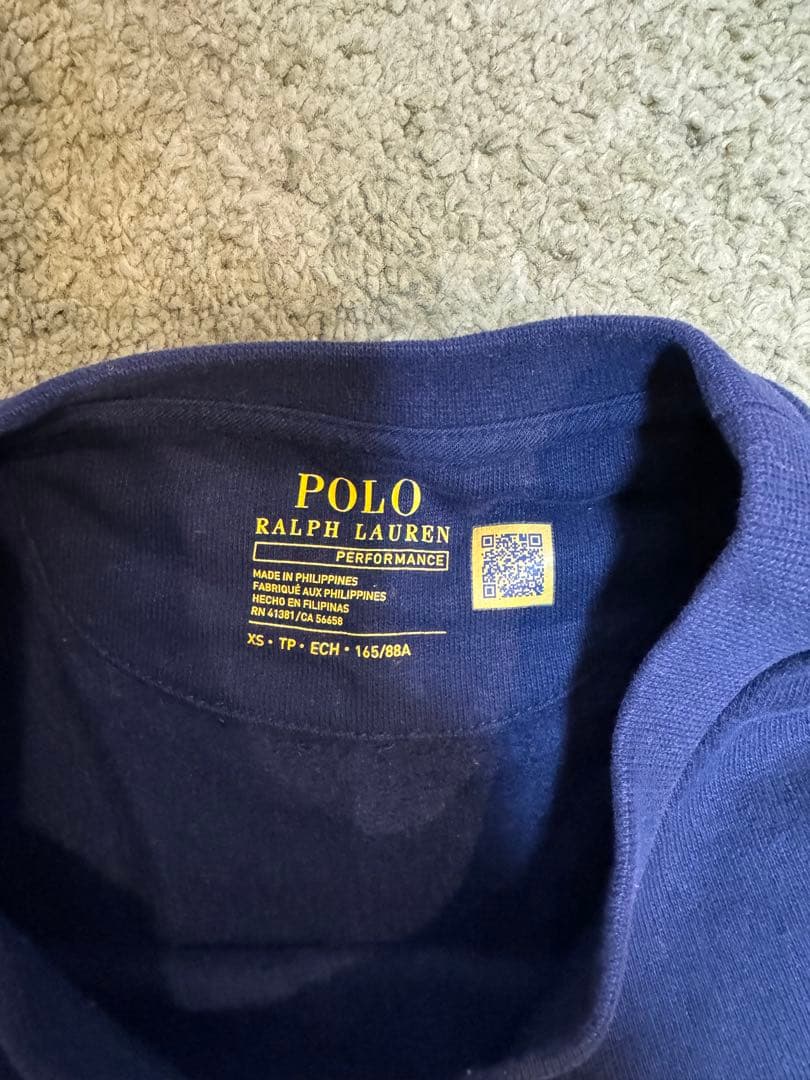 POLO
RALPH LAUREN
PERFORMANCE
MADE IN PHILIPPINES
FABRIQUÉ AUX PHILIPPINES
HECHO EN FILIPINAS
RN 41381/CA 56658
XS • TP • ECH • 165/88A